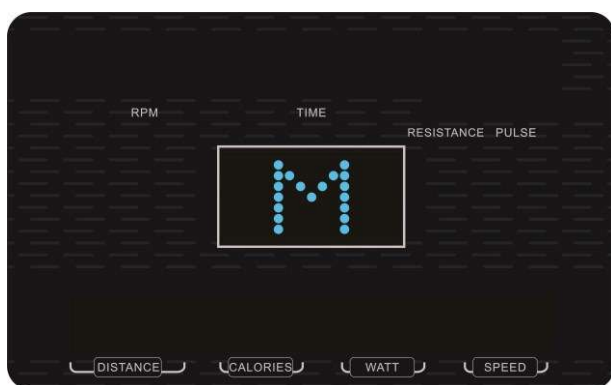 RPM TIME
RESISTANCE PULSE
M
DISTANCE CALORIES WATT SPEED